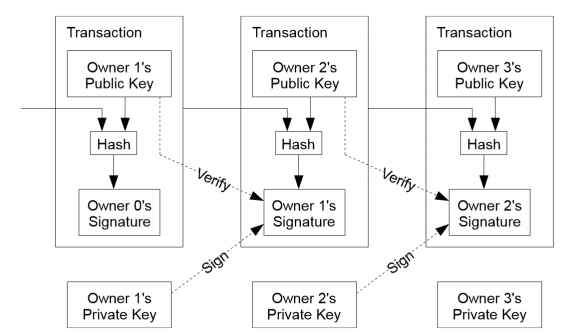 Transaction
Owner 1's
Public Key
Hash
Owner 0's
Signature
Transaction
Owner 2's
Public Key
Hash
Verify
Owner 1's
Signature
Transaction
Owner 3's
Public Key
Hash
Verify
Owner 2's
Signature
Sign
Sign
Owner 1's
Private Key
Owner 2's
Private Key
Owner 3's
Private Key